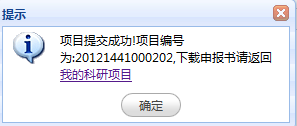 提示
项目提交成功!项目编号
为:20121441000202,下载申报书请返回
我的科研项目
确定